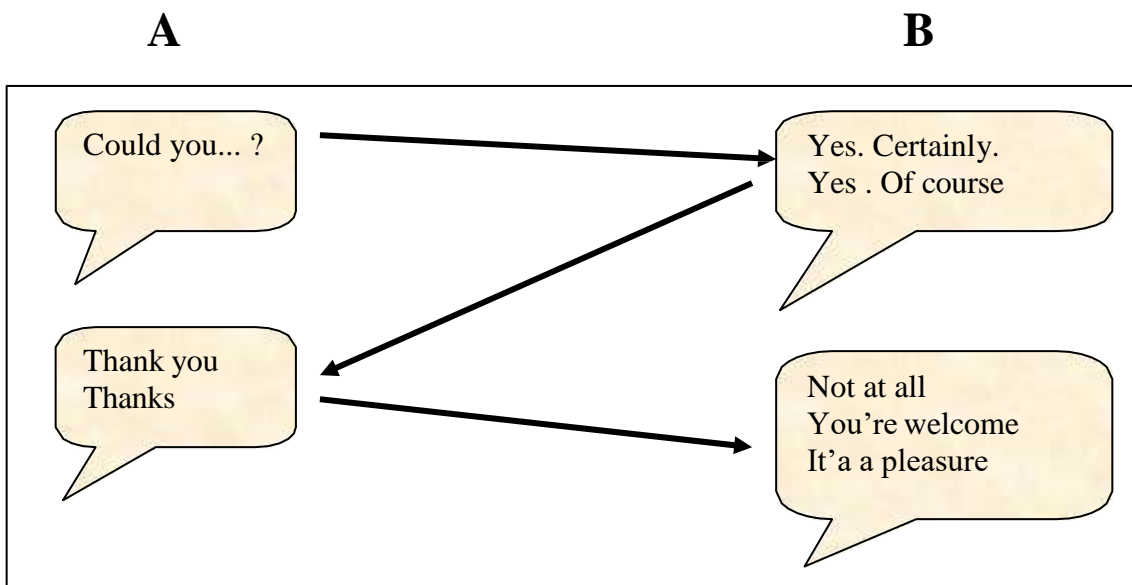 A
B
Could you... ?
Yes. Certainly.
Yes . Of course
Thank you
Thanks
Not at all
You’re welcome
It’a a pleasure